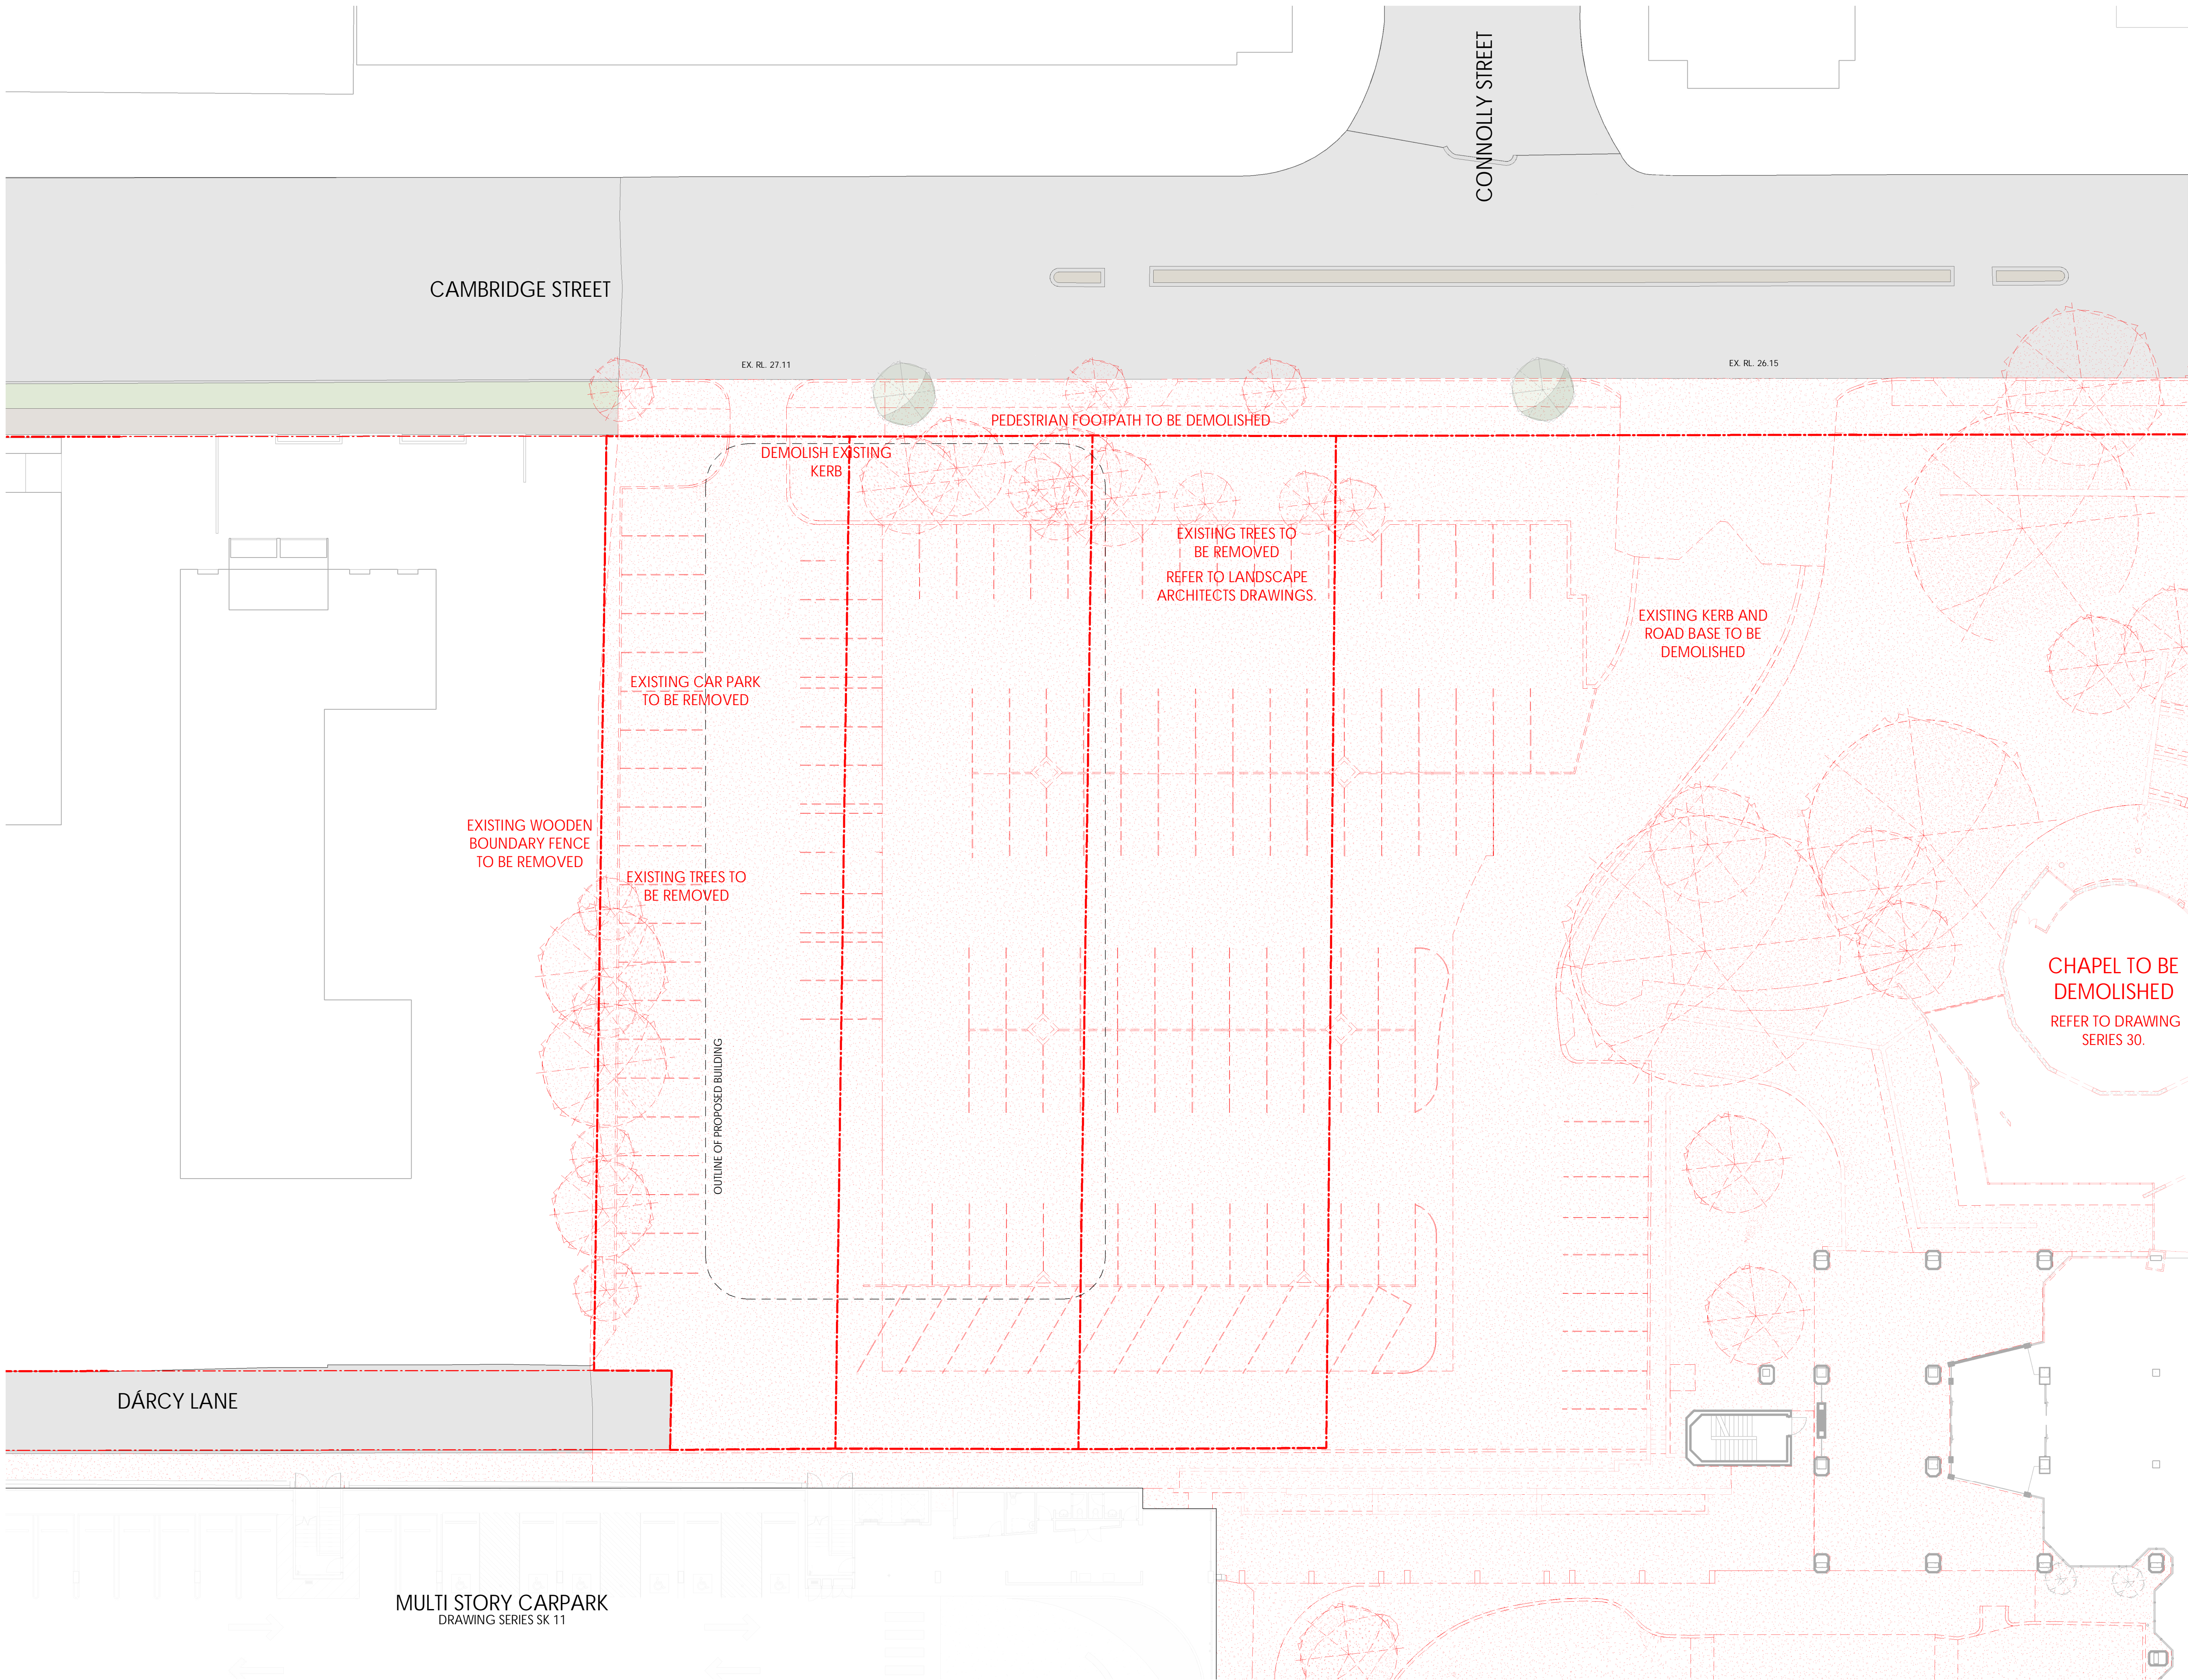 CONNOLLY STREET
CAMBRIDGE STREET
EX. RL. 27.11
EX. RL. 26.15
PEDESTRIAN FOOTPATH TO BE DEMOLISHED
DEMOLISH EXISTING
KERB
EXISTING TREES TO
BE REMOVED
REFER TO LANDSCAPE
ARCHITECTS DRAWINGS.
EXISTING KERB AND
ROAD BASE TO BE
DEMOLISHED
EXISTING CAR PARK
TO BE REMOVED
EXISTING WOODEN
BOUNDARY FENCE
TO BE REMOVED
EXISTING TREES TO
BE REMOVED
CHAPEL TO BE
DEMOLISHED
REFER TO DRAWING
SERIES 30.
OUTLINE OF PROPOSED BUILDING
DÁRCY LANE
MULTI STORY CARPARK
DRAWING SERIES SK 11